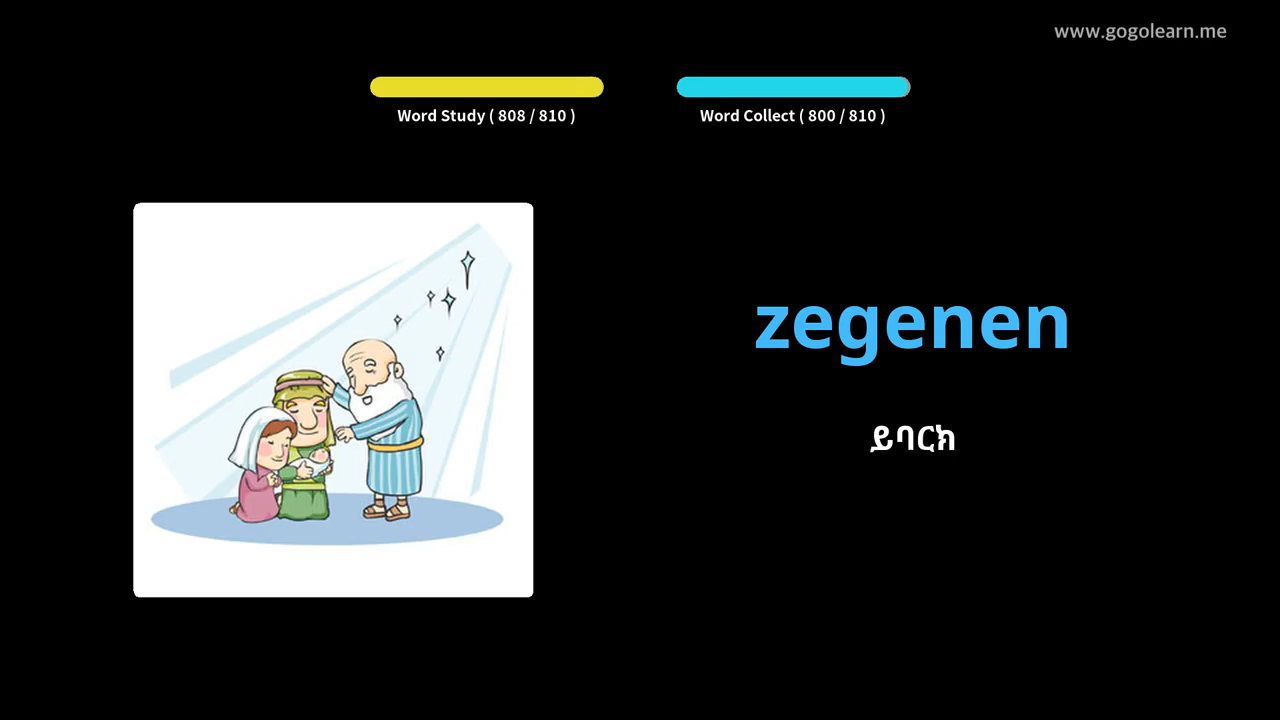 www.gogolearn.me
Word Study ( 808 / 810 )
Word Collect ( 800 / 810 )
zegenen
ይባርክ